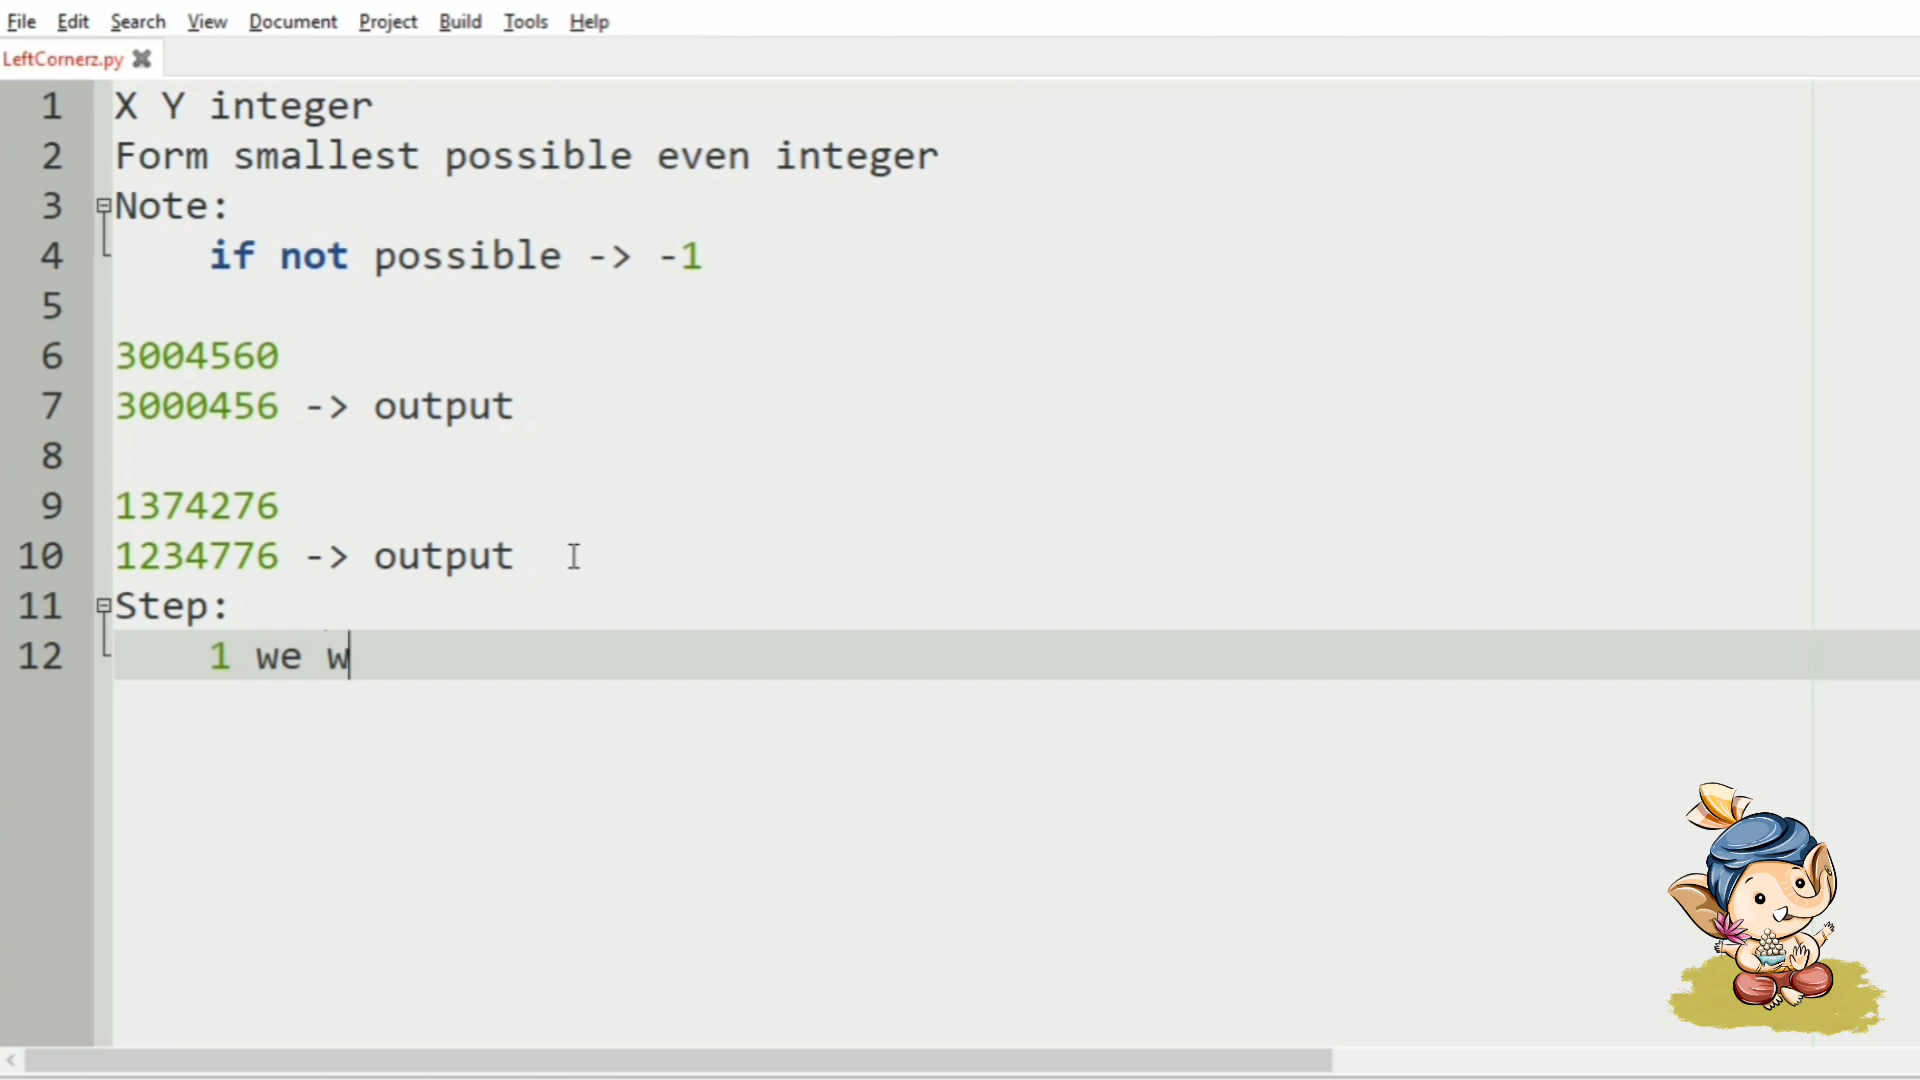 File Edit Search View Document Project Build Tools Help
LeftCornerz.py
1 X Y integer
2 Form smallest possible even integer
3 Note:
4 if not possible -> -1
5
6 3004560
7 3000456 -> output
8
9 1374276
10 1234776 -> output
11 Step:
12 1 we w